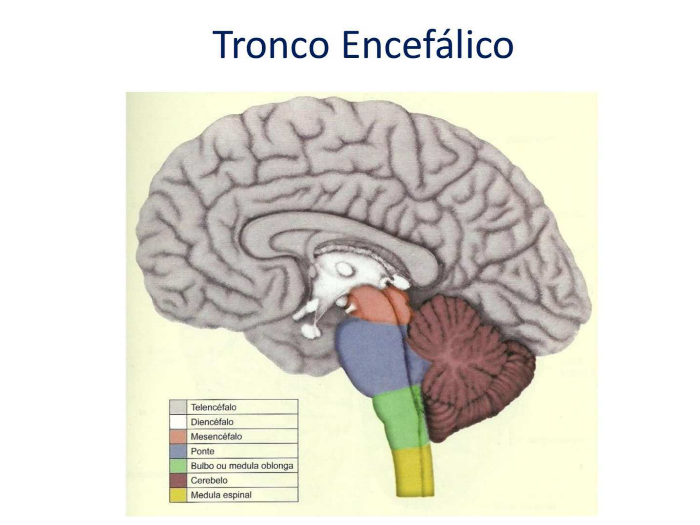 Tronco Encefálico
Telencéfalo
Diencéfalo
Mesencéfalo
Ponte
Bulbo ou medula oblonga
Cerebelo
Medula espinal